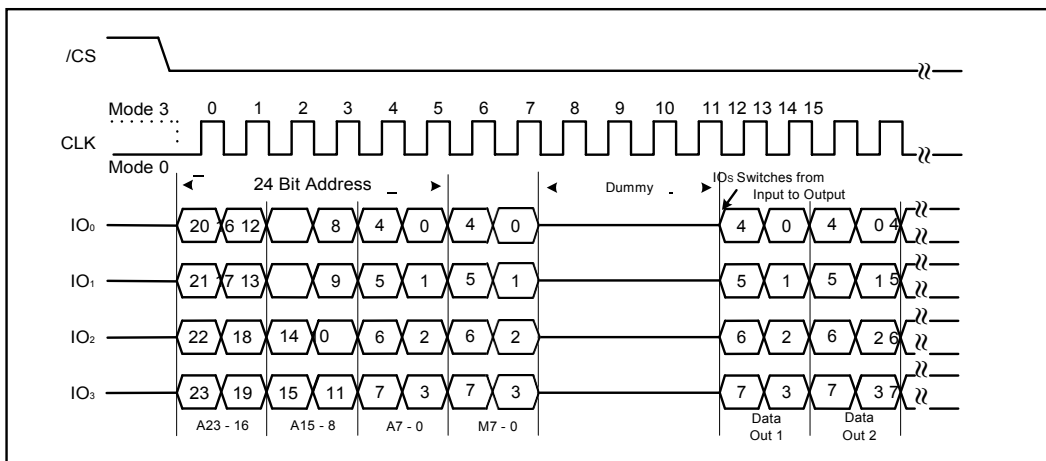 /CS
Mode 3 0 1 2 3 4 5 6 7 8 9 10 11 12 13 14 15
CLK
Mode 0
24 Bit Address
Dummy
IOs Switches from
Input to Output
IO₀ 20 16 12 8 4 0 4 0 4 0 4 0 4
IO₁ 21 17 13 9 5 1 5 1 5 1 5 1 5
IO₂ 22 18 14 10 6 2 6 2 6 2 6 2 6
IO₃ 23 19 15 11 7 3 7 3 7 3 7 3 7
A23 - 16 A15 - 8 A7 - 0 M7 - 0 Data Data
Out 1 Out 2